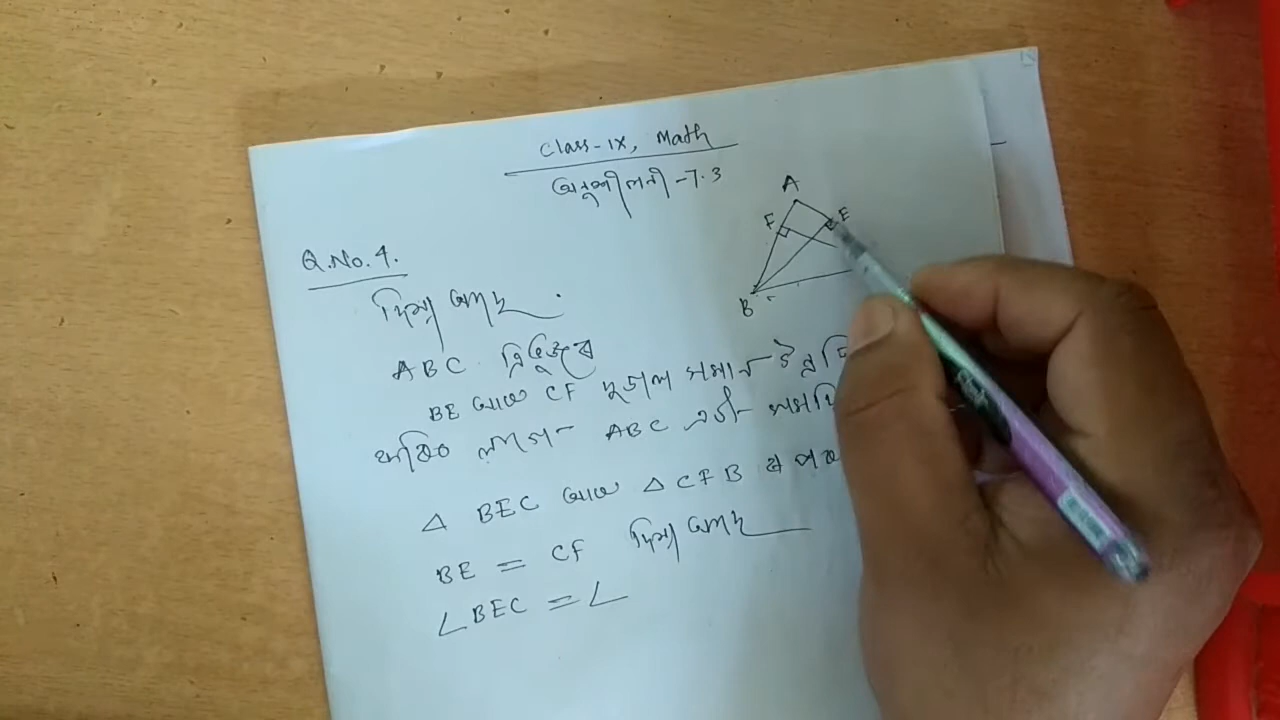 Class-IX, Math
অনুশীলনী-7.3
A
F
E
B
Q.No.4.
দিয়া আছে
ABC ত্রিভুজৰ
BE আৰু CF দুডাল সমান উন্নতি
ABC এটা সমদ্বি
Δ BEC আৰু Δ CFB ৰ পৰা
BE = CF দিয়া আছে
∠BEC = ∠